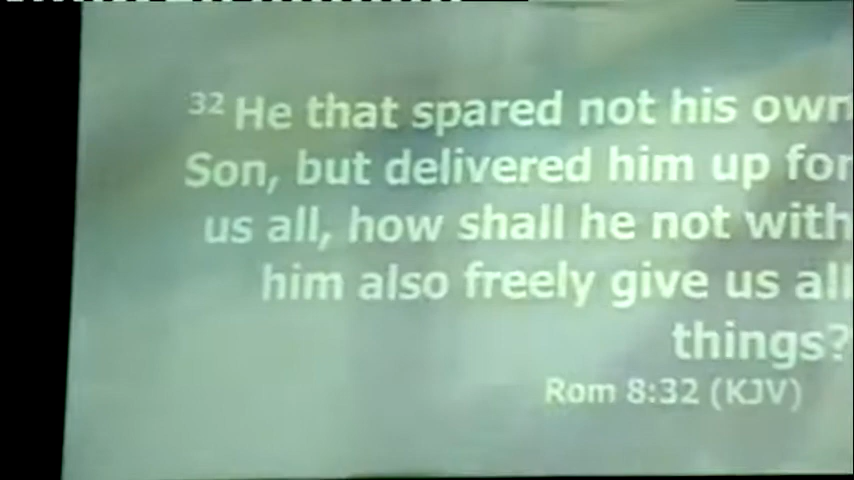 32 He that spared not his own
Son, but delivered him up for
us all, how shall he not with
him also freely give us all
things?
Rom 8:32 (KJV)